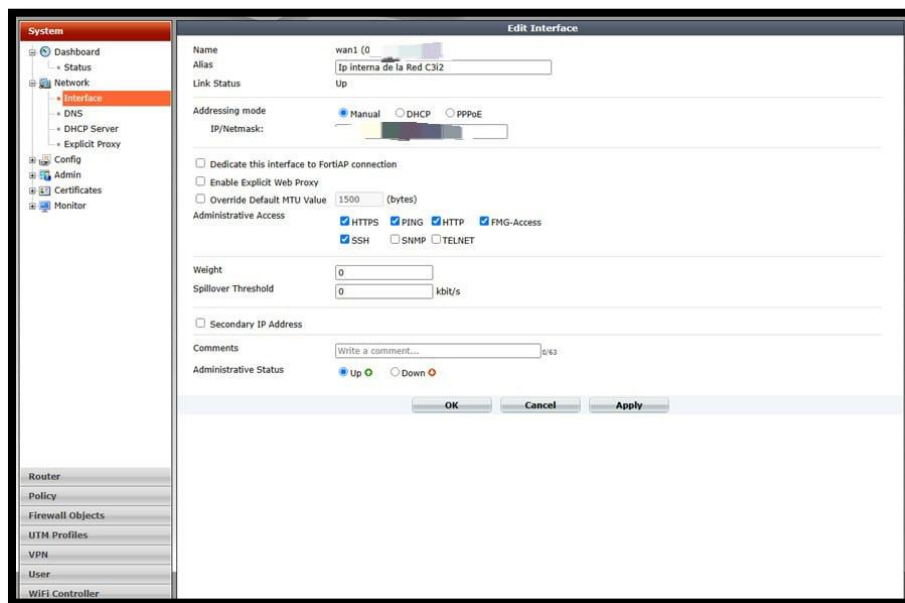 System
Dashboard
Status
Network
Interface
DNS
DHCP Server
Explicit Proxy
Config
Admin
Certificates
Monitor
Router
Policy
Firewall Objects
UTM Profiles
VPN
User
WiFi Controller
Edit Interface
Name wan1 (0
Alias Ip interna de la Red C3i2
Link Status Up
Addressing mode Manual DHCP PPPoE
IP/Netmask:
Dedicate this interface to FortiAP connection
Enable Explicit Web Proxy
Override Default MTU Value 1500 (bytes)
Administrative Access HTTPS PING HTTP FMG-Access
SSH SNMP TELNET
Weight 0
Spillover Threshold 0 kbit/s
Secondary IP Address
Comments Write a comment... 0/63
Administrative Status Up Down
OK Cancel Apply